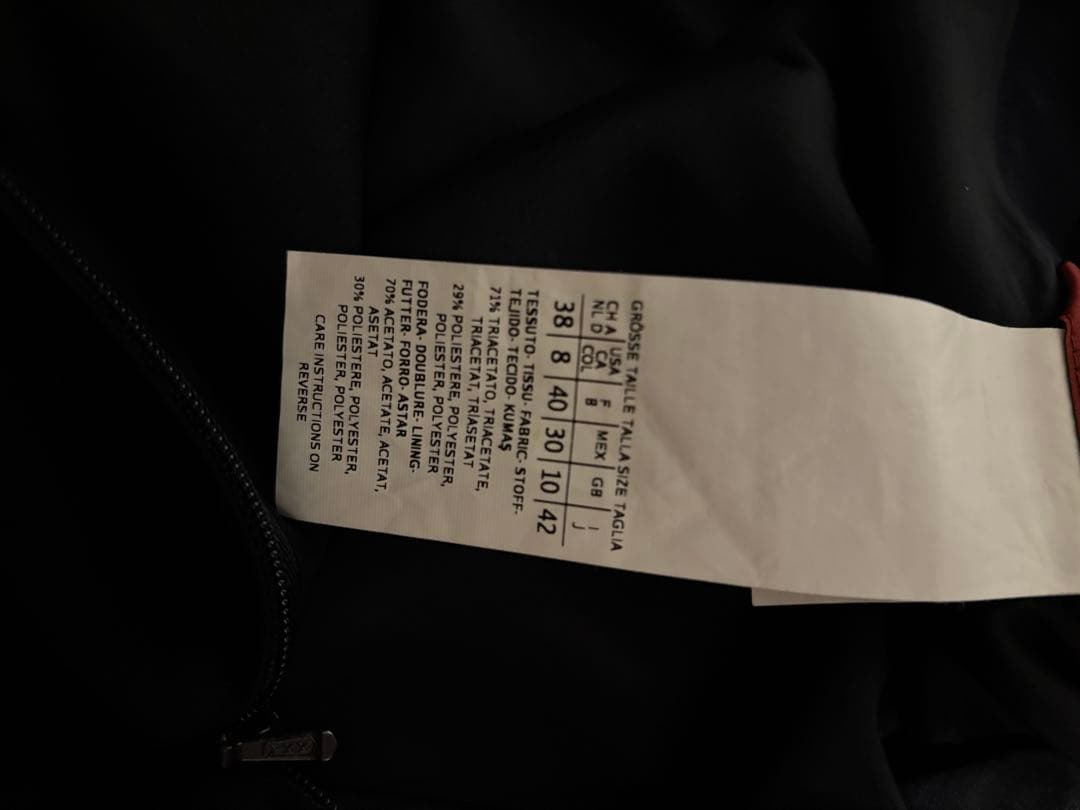 GRÖSSE TAILLE TALLA SIZE TAGLIA
CH A | USA | F | MEX | GB | I
NL D | CA | B | J
COL
38 | 8 | 40 | 30 | 10 | 42
TESSUTO- TISSU- FABRIC- STOFF-
TEJIDO- TECIDO- KUMAŞ
71% TRIACETATO, TRIACETATE,
TRIACETAT, TRIASETAT
29% POLIESTERE, POLYESTER,
POLIESTER, POLYESTER
FODERA- DOUBLURE- LINING-
FUTTER- FORRO- ASTAR
70% ACETATO, ACETATE, ACETAT,
ASETAT
30% POLIESTERE, POLYESTER,
POLIESTER, POLYESTER
CARE INSTRUCTIONS ON
REVERSE